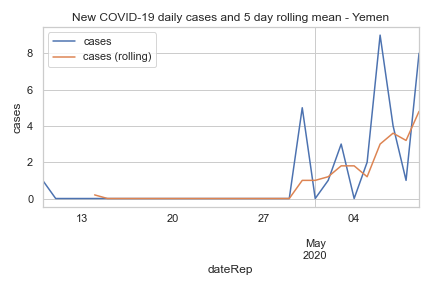 New COVID-19 daily cases and 5 day rolling mean - Yemen
cases
cases (rolling)
cases
8
6
4
2
0
13 20 27 04
May
2020
dateRep